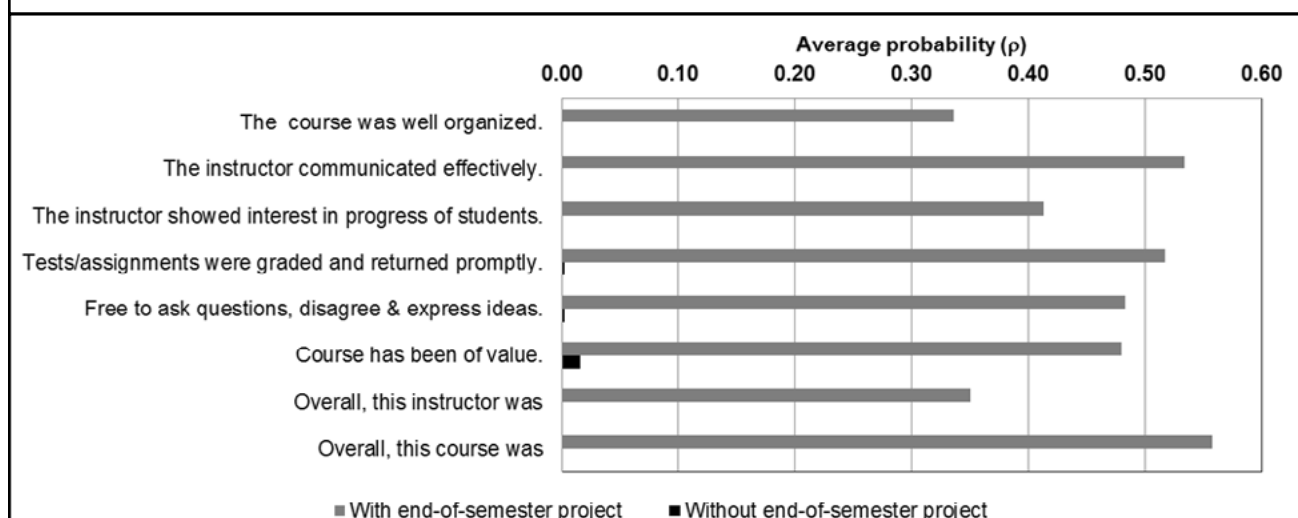 Average probability (ρ)
0.00 0.10 0.20 0.30 0.40 0.50 0.60
The course was well organized.
The instructor communicated effectively.
The instructor showed interest in progress of students.
Tests/assignments were graded and returned promptly.
Free to ask questions, disagree & express ideas.
Course has been of value.
Overall, this instructor was
Overall, this course was
With end-of-semester project Without end-of-semester project